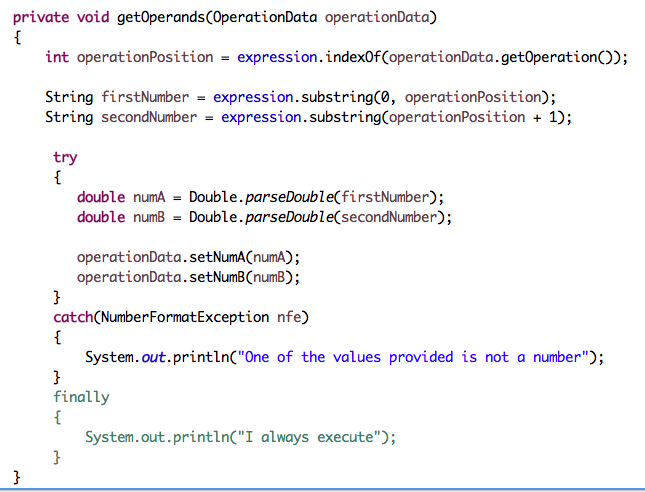 private void getOperands(OperationData operationData)
{
int operationPosition = expression.indexOf(operationData.getOperation());
String firstNumber = expression.substring(0, operationPosition);
String secondNumber = expression.substring(operationPosition + 1);
try
{
double numA = Double.parseDouble(firstNumber);
double numB = Double.parseDouble(secondNumber);
operationData.setNumA(numA);
operationData.setNumB(numB);
}
catch(NumberFormatException nfe)
{
System.out.println("One of the values provided is not a number");
}
finally
{
System.out.println("I always execute");
}
}